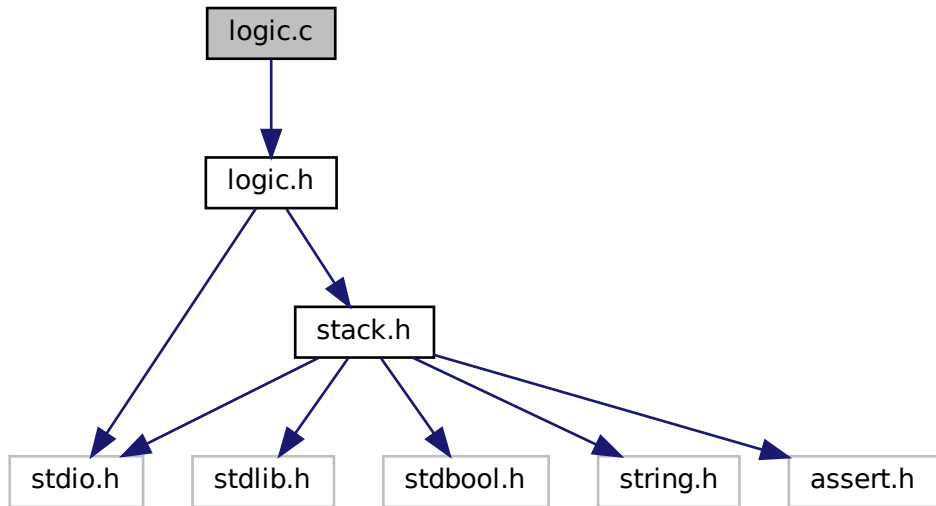 logic.c
logic.h
stack.h
stdio.h
stdlib.h
stdbool.h
string.h
assert.h